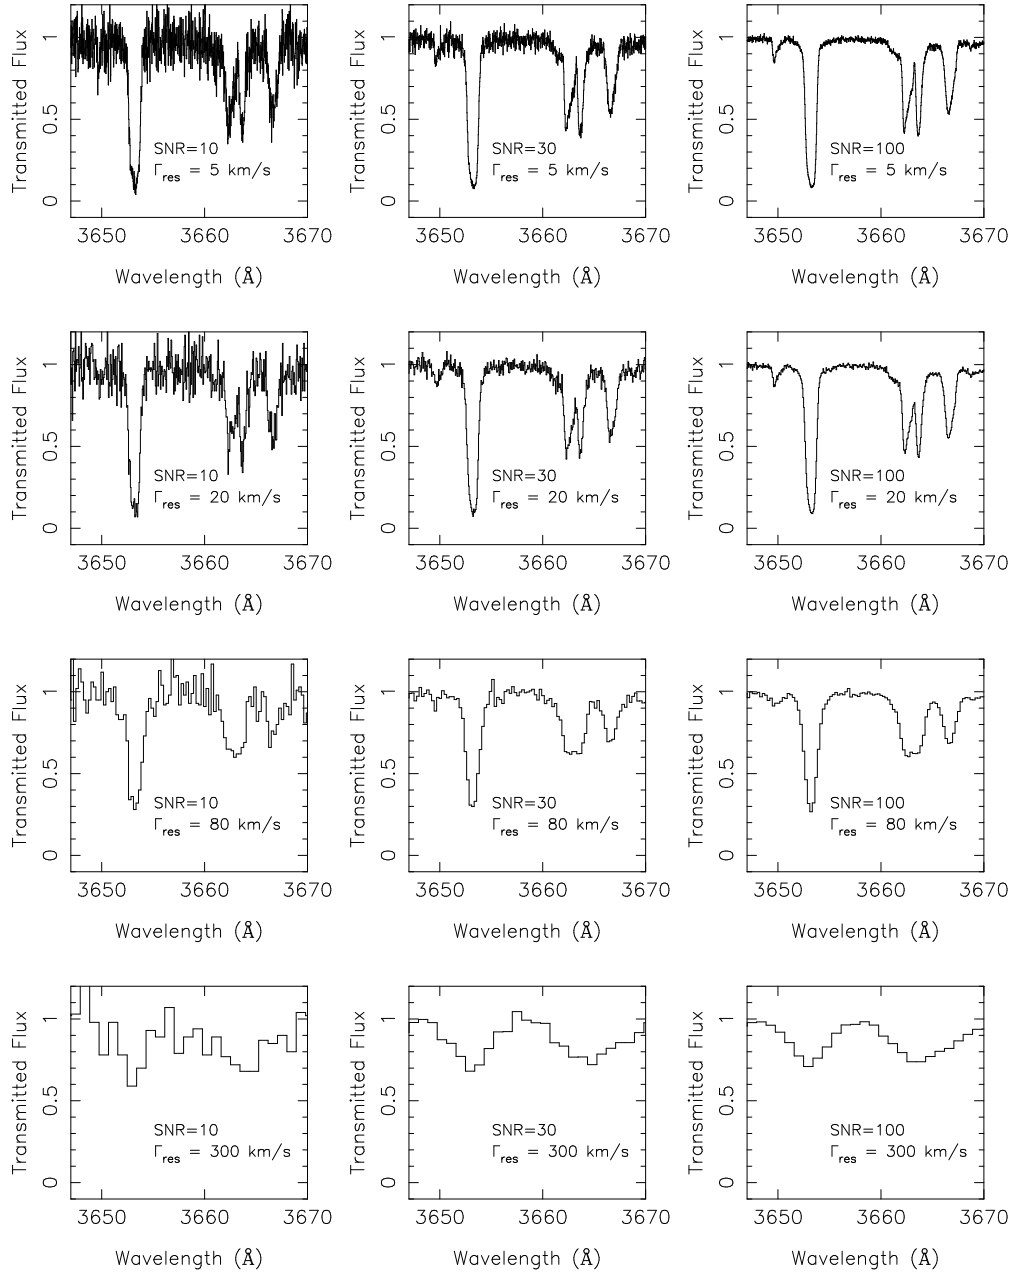 Transmitted Flux
1
0.5
0
SNR=10
Γres = 5 km/s
3650 3660 3670
Wavelength (Å)
Transmitted Flux
1
0.5
0
SNR=30
Γres = 5 km/s
3650 3660 3670
Wavelength (Å)
Transmitted Flux
1
0.5
0
SNR=100
Γres = 5 km/s
3650 3660 3670
Wavelength (Å)
Transmitted Flux
1
0.5
0
SNR=10
Γres = 20 km/s
3650 3660 3670
Wavelength (Å)
Transmitted Flux
1
0.5
0
SNR=30
Γres = 20 km/s
3650 3660 3670
Wavelength (Å)
Transmitted Flux
1
0.5
0
SNR=100
Γres = 20 km/s
3650 3660 3670
Wavelength (Å)
Transmitted Flux
1
0.5
0
SNR=10
Γres = 80 km/s
3650 3660 3670
Wavelength (Å)
Transmitted Flux
1
0.5
0
SNR=30
Γres = 80 km/s
3650 3660 3670
Wavelength (Å)
Transmitted Flux
1
0.5
0
SNR=100
Γres = 80 km/s
3650 3660 3670
Wavelength (Å)
Transmitted Flux
1
0.5
0
SNR=10
Γres = 300 km/s
3650 3660 3670
Wavelength (Å)
Transmitted Flux
1
0.5
0
SNR=30
Γres = 300 km/s
3650 3660 3670
Wavelength (Å)
Transmitted Flux
1
0.5
0
SNR=100
Γres = 300 km/s
3650 3660 3670
Wavelength (Å)